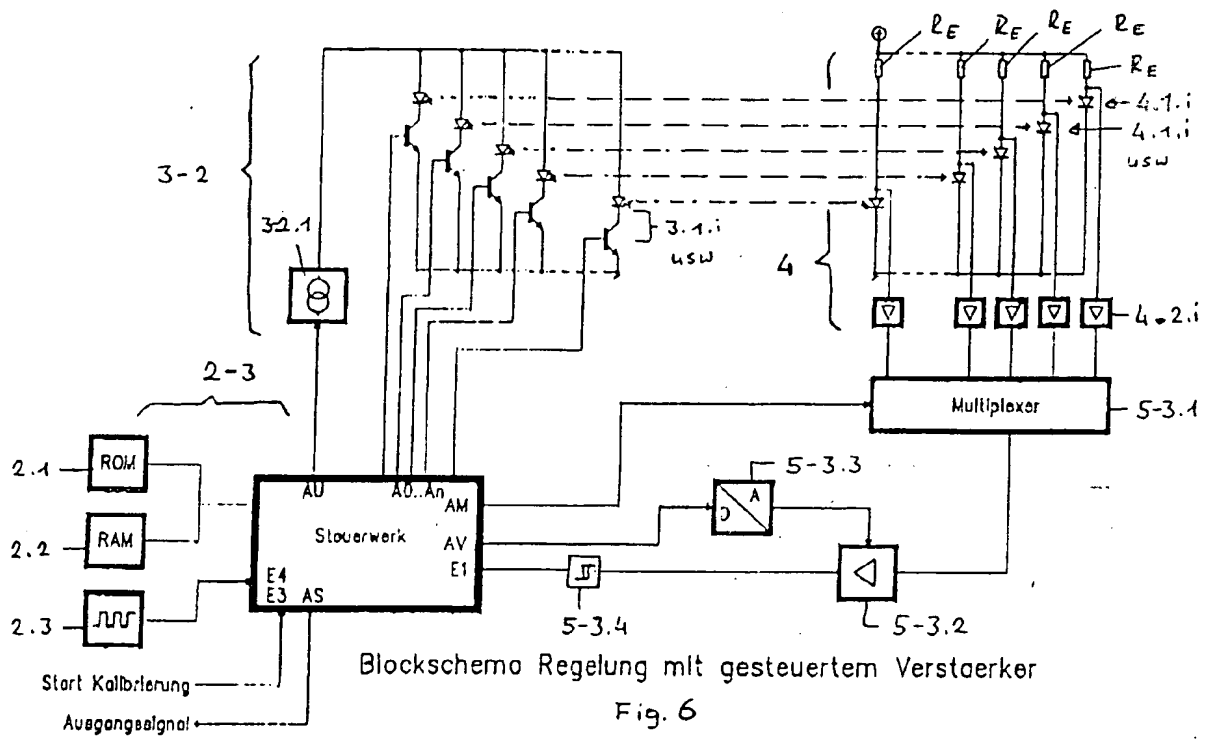 R_E R_E R_E R_E
R_E
4.1.i
4.1.i
usw
3-2
3-2.1
3.1.i
usw
4
4.2.i
2-3
Multiplexer
5-3.1
2.1
ROM
5-3.3
AU
A0..An
AM
D
A
2.2
RAM
Steuerwerk
AV
E1
E4
E3
AS
2.3
5-3.4
5-3.2
Start Kalibrierung
Ausgangssignal
Blockschema Regelung mit gesteuertem Verstaerker
Fig. 6